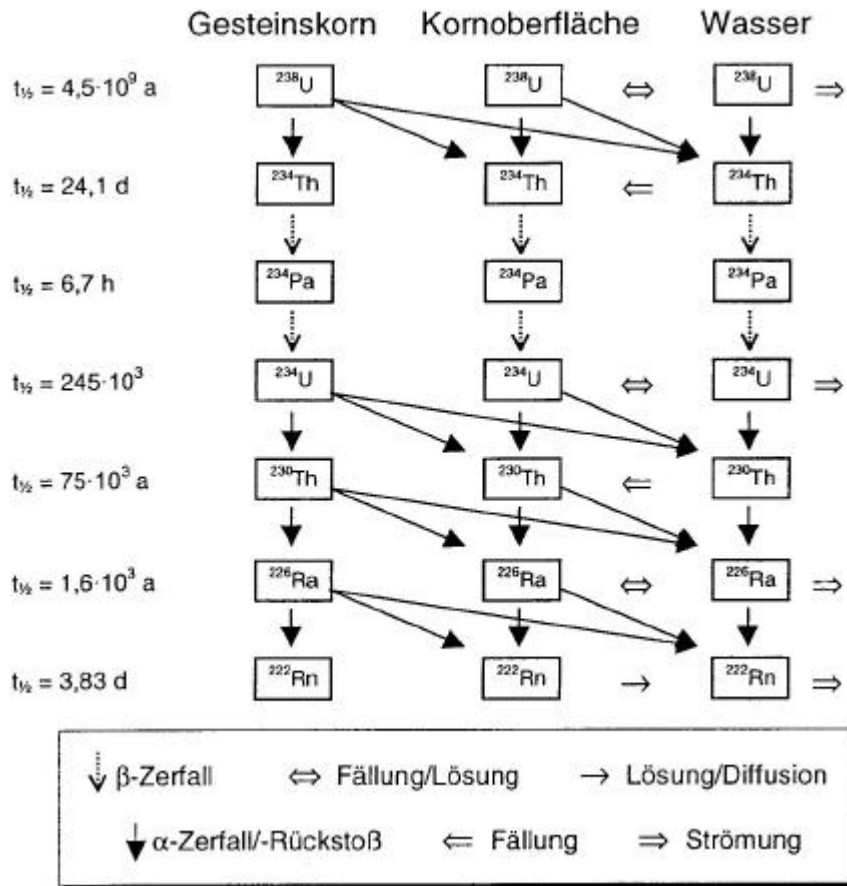 Gesteinskorn Kornoberfläche Wasser
t½ = 4,5·10⁹ a ²³⁸U ²³⁸U ⇔ ²³⁸U ⇒
t½ = 24,1 d ²³⁴Th ²³⁴Th ⇐ ²³⁴Th
t½ = 6,7 h ²³⁴Pa ²³⁴Pa ²³⁴Pa
t½ = 245·10³ ²³⁴U ²³⁴U ⇔ ²³⁴U ⇒
t½ = 75·10³ a ²³⁰Th ²³⁰Th ⇐ ²³⁰Th
t½ = 1,6·10³ a ²²⁶Ra ²²⁶Ra ⇔ ²²⁶Ra ⇒
t½ = 3,83 d ²²²Rn ²²²Rn → ²²²Rn ⇒
β-Zerfall ⇔ Fällung/Lösung → Lösung/Diffusion
α-Zerfall/-Rückstoß ⇐ Fällung ⇒ Strömung